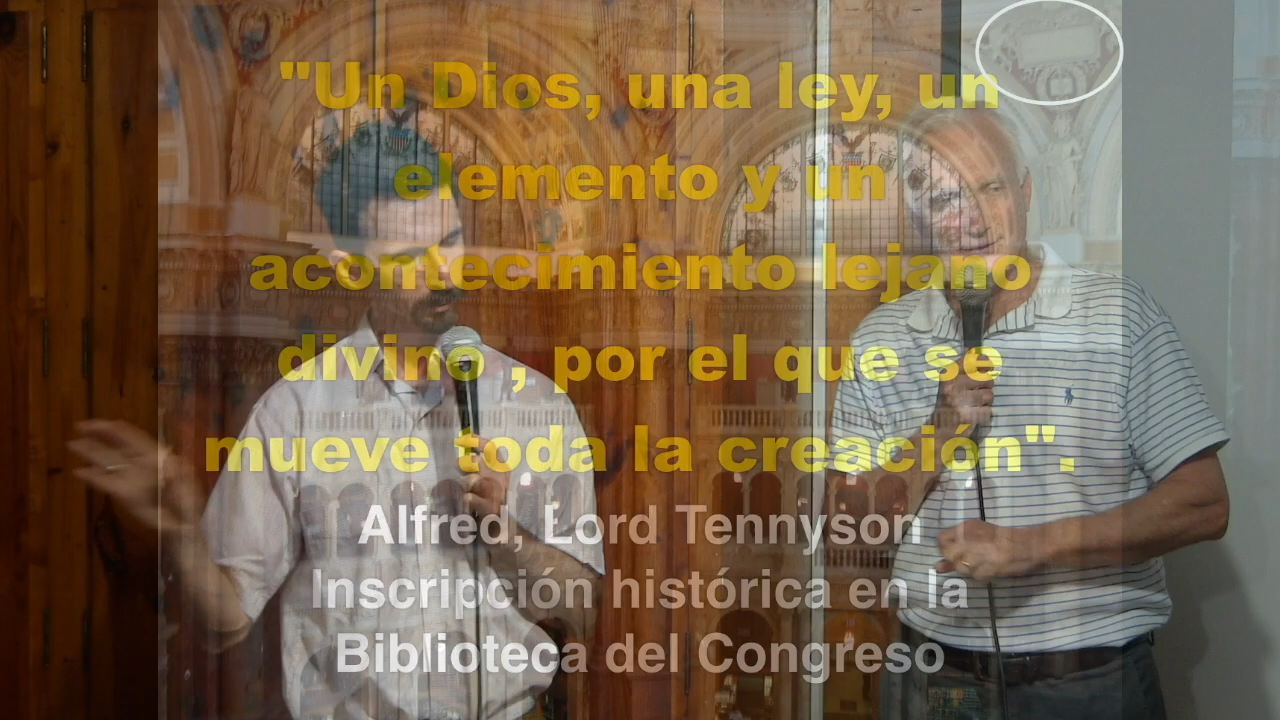 "Un Dios, una ley, un
elemento y un
acontecimiento lejano
divino , por el que se
mueve toda la creación".
Alfred, Lord Tennyson
Inscripción histórica en la
Biblioteca del Congreso